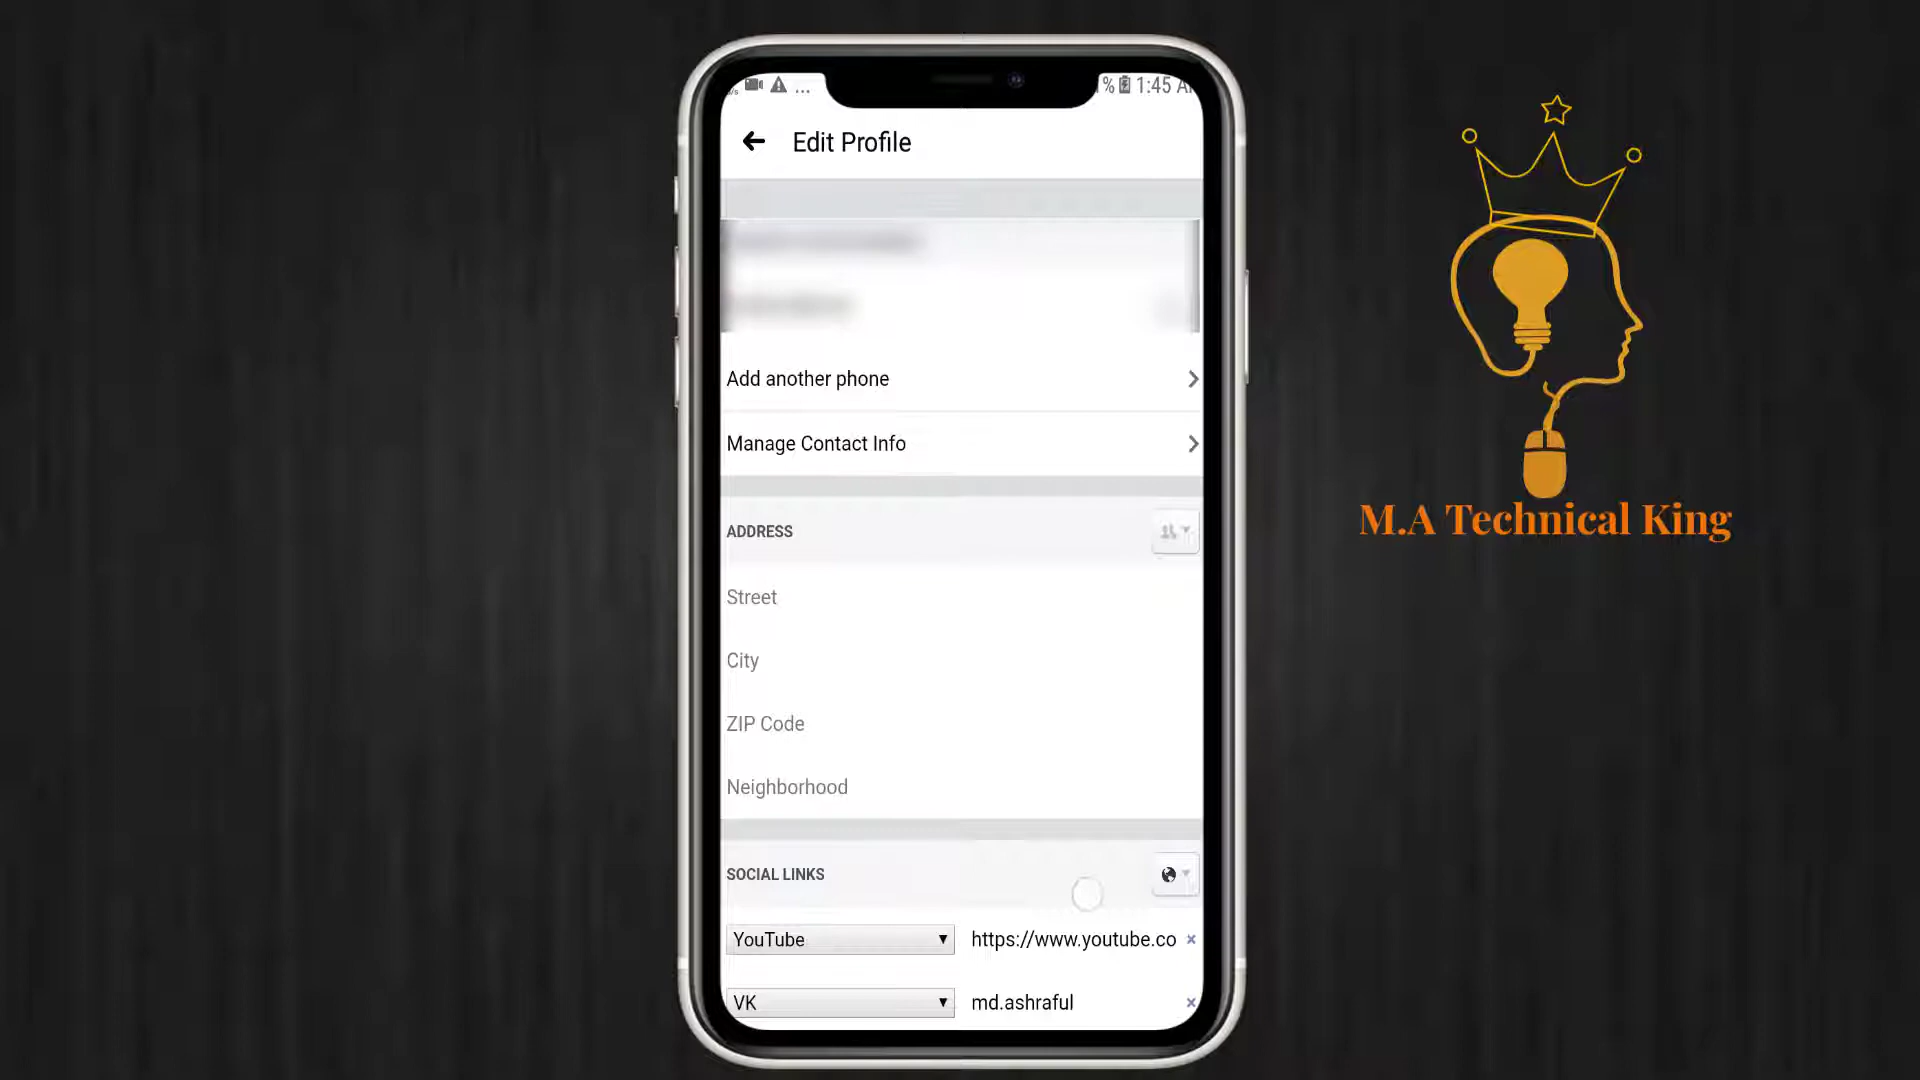 ... % 1:45 A
Edit Profile
Add another phone
Manage Contact Info
ADDRESS
Street
City
ZIP Code
Neighborhood
SOCIAL LINKS
YouTube https://www.youtube.co
VK md.ashraful
M.A Technical King